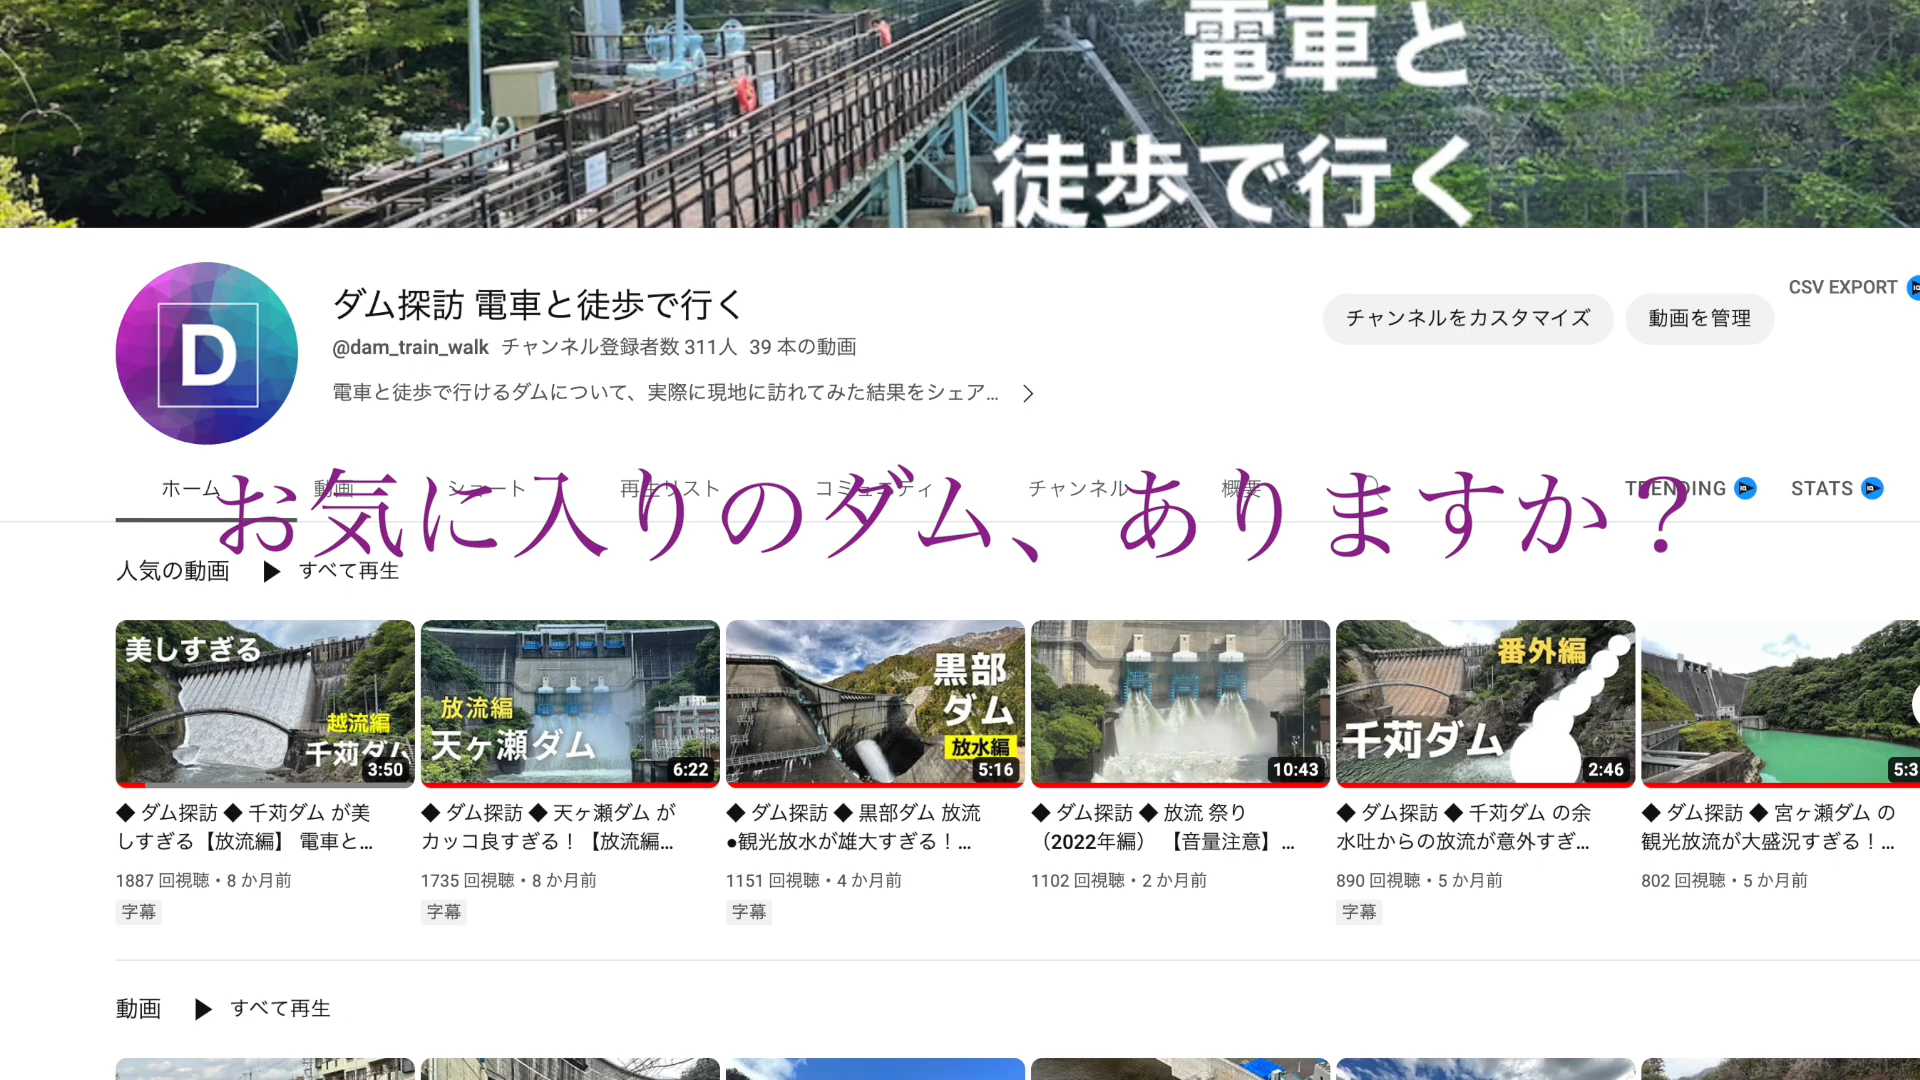 電車と
徒歩で行く
ダム探訪 電車と徒歩で行く
@dam_train_walk チャンネル登録者数 311人 39 本の動画
電車と徒歩で行けるダムについて、実際に現地に訪れてみた結果をシェア...
チャンネルをカスタマイズ
動画を管理
CSV EXPORT
D
ホーム 動画 ショート 再生リスト コミュニティ チャンネル 概要 TRENDING STATS
お気に入りのダム、ありますか？
人気の動画 すべて再生
美しすぎる
越流編
千苅ダム
3:50
放流編
天ヶ瀬ダム
6:22
黒部
ダム
放水編
5:16
10:43
番外編
千苅ダム
2:46
5:3
◆ ダム探訪 ◆ 千苅ダム が美
しすぎる【放流編】 電車と...
1887 回視聴・8 か月前
字幕
◆ ダム探訪 ◆ 天ヶ瀬ダム が
カッコ良すぎる！【放流編...
1735 回視聴・8 か月前
字幕
◆ ダム探訪 ◆ 黒部ダム 放流
●観光放水が雄大すぎる！...
1151 回視聴・4 か月前
字幕
◆ ダム探訪 ◆ 放流 祭り
（2022年編） 【音量注意】...
1102 回視聴・2 か月前
◆ ダム探訪 ◆ 千苅ダム の余
水吐からの放流が意外すぎ...
890 回視聴・5 か月前
字幕
◆ ダム探訪 ◆ 宮ヶ瀬ダム の
観光放流が大盛況すぎる！...
802 回視聴・5 か月前
動画 すべて再生